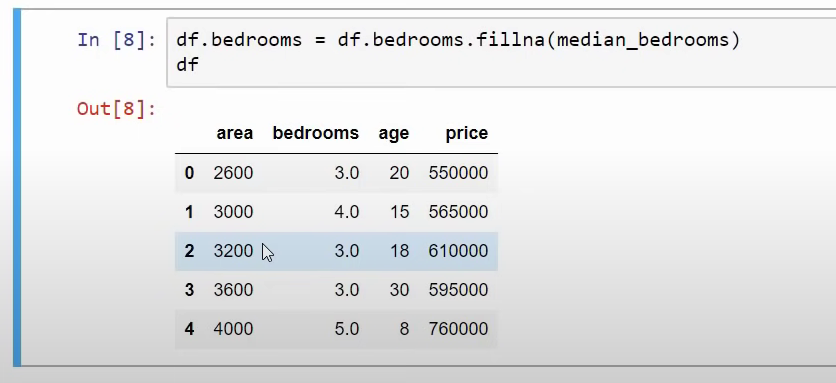 In [8]: df.bedrooms = df.bedrooms.fillna(median_bedrooms)
df
Out[8]:
area bedrooms age price
0 2600 3.0 20 550000
1 3000 4.0 15 565000
2 3200 3.0 18 610000
3 3600 3.0 30 595000
4 4000 5.0 8 760000